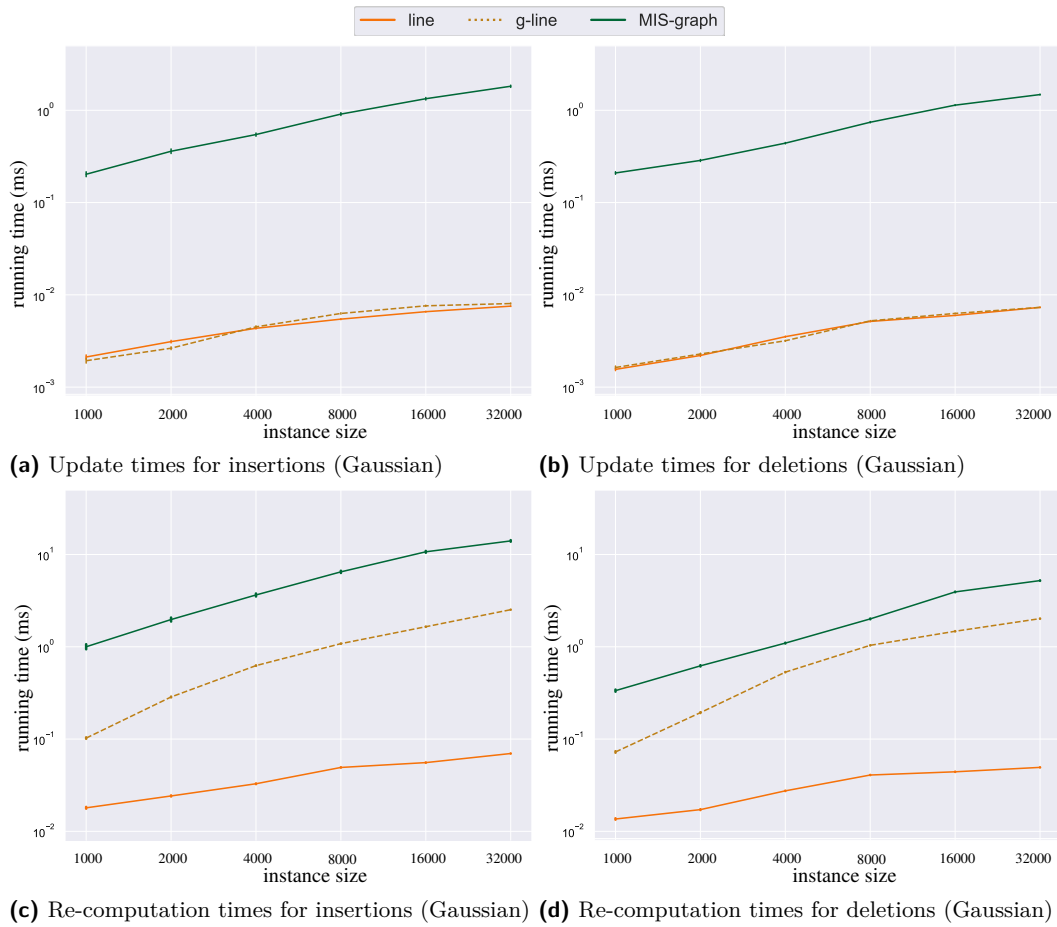 line g-line MIS-graph
10^0
10^-1
10^-2
10^-3
running time (ms)
1000 2000 4000 8000 16000 32000
instance size
(a) Update times for insertions (Gaussian)
10^0
10^-1
10^-2
10^-3
running time (ms)
1000 2000 4000 8000 16000 32000
instance size
(b) Update times for deletions (Gaussian)
10^1
10^0
10^-1
10^-2
running time (ms)
1000 2000 4000 8000 16000 32000
instance size
(c) Re-computation times for insertions (Gaussian)
10^1
10^0
10^-1
10^-2
running time (ms)
1000 2000 4000 8000 16000 32000
instance size
(d) Re-computation times for deletions (Gaussian)